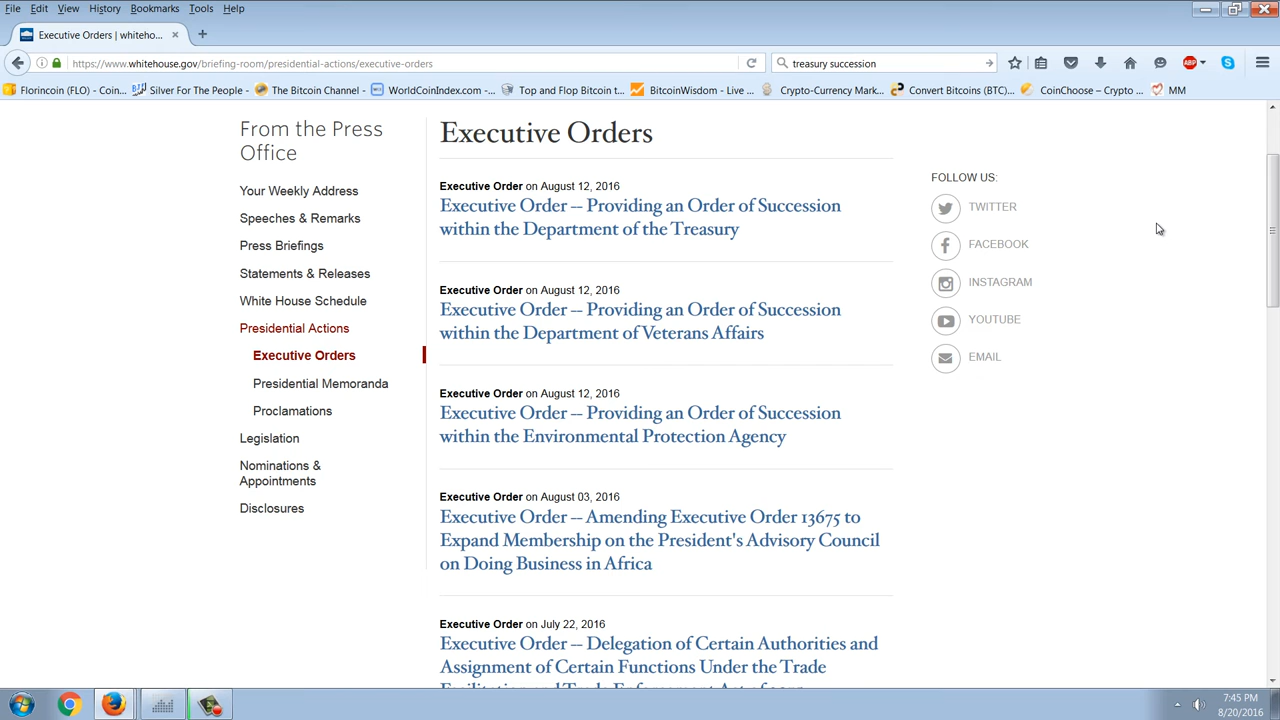 File Edit View History Bookmarks Tools Help
Executive Orders | whiteho...
https://www.whitehouse.gov/briefing-room/presidential-actions/executive-orders
treasury succession
Florincoin (FLO) - Coin... Silver For The People - ... The Bitcoin Channel - ... WorldCoinIndex.com -... Top and Flop Bitcoin t... BitcoinWisdom - Live ... Crypto-Currency Mark... Convert Bitcoins (BTC)... CoinChoose – Crypto ... MM
From the Press
Office
Your Weekly Address
Speeches & Remarks
Press Briefings
Statements & Releases
White House Schedule
Presidential Actions
Executive Orders
Presidential Memoranda
Proclamations
Legislation
Nominations &
Appointments
Disclosures
Executive Orders
Executive Order on August 12, 2016
Executive Order -- Providing an Order of Succession
within the Department of the Treasury
Executive Order on August 12, 2016
Executive Order -- Providing an Order of Succession
within the Department of Veterans Affairs
Executive Order on August 12, 2016
Executive Order -- Providing an Order of Succession
within the Environmental Protection Agency
Executive Order on August 03, 2016
Executive Order -- Amending Executive Order 13675 to
Expand Membership on the President's Advisory Council
on Doing Business in Africa
Executive Order on July 22, 2016
Executive Order -- Delegation of Certain Authorities and
Assignment of Certain Functions Under the Trade
Facilitation and Trade Enforcement Act of
FOLLOW US:
TWITTER
FACEBOOK
INSTAGRAM
YOUTUBE
EMAIL
ABP
7:45 PM
8/20/2016